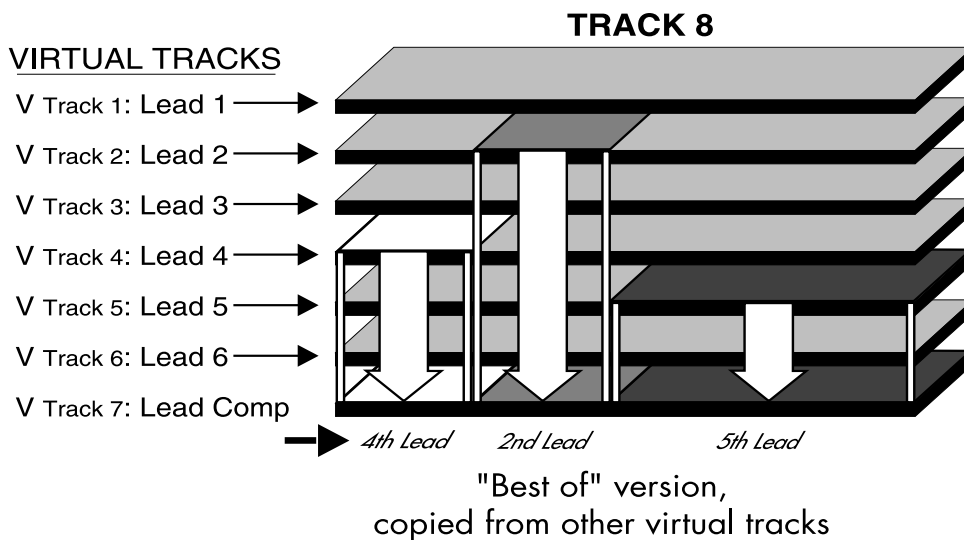 TRACK 8
VIRTUAL TRACKS
V Track 1: Lead 1
V Track 2: Lead 2
V Track 3: Lead 3
V Track 4: Lead 4
V Track 5: Lead 5
V Track 6: Lead 6
V Track 7: Lead Comp
4th Lead 2nd Lead 5th Lead
"Best of" version,
copied from other virtual tracks